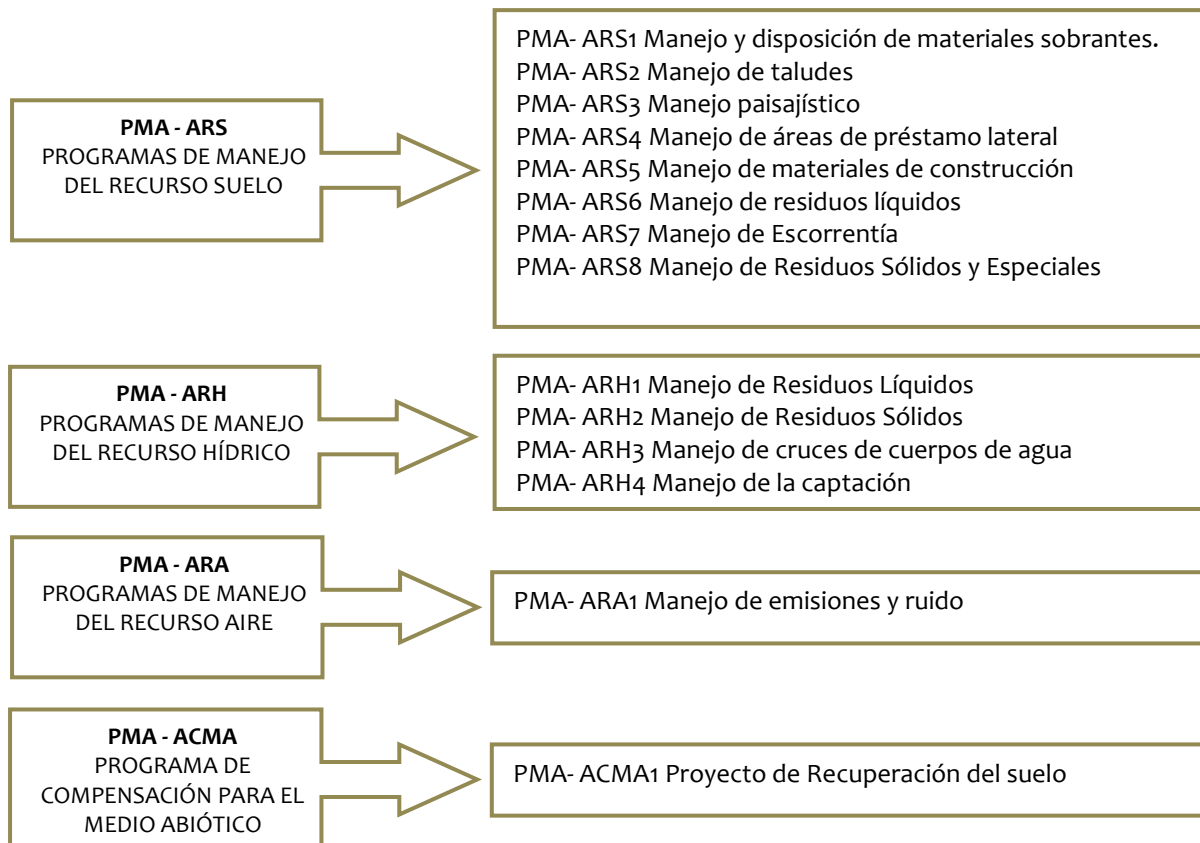 PMA - ARS
PROGRAMAS DE MANEJO
DEL RECURSO SUELO
PMA- ARS1 Manejo y disposición de materiales sobrantes.
PMA- ARS2 Manejo de taludes
PMA- ARS3 Manejo paisajístico
PMA- ARS4 Manejo de áreas de préstamo lateral
PMA- ARS5 Manejo de materiales de construcción
PMA- ARS6 Manejo de residuos líquidos
PMA- ARS7 Manejo de Escorrentía
PMA- ARS8 Manejo de Residuos Sólidos y Especiales
PMA - ARH
PROGRAMAS DE MANEJO
DEL RECURSO HÍDRICO
PMA- ARH1 Manejo de Residuos Líquidos
PMA- ARH2 Manejo de Residuos Sólidos
PMA- ARH3 Manejo de cruces de cuerpos de agua
PMA- ARH4 Manejo de la captación
PMA - ARA
PROGRAMAS DE MANEJO
DEL RECURSO AIRE
PMA- ARA1 Manejo de emisiones y ruido
PMA - ACMA
PROGRAMA DE
COMPENSACIÓN PARA EL
MEDIO ABIÓTICO
PMA- ACMA1 Proyecto de Recuperación del suelo